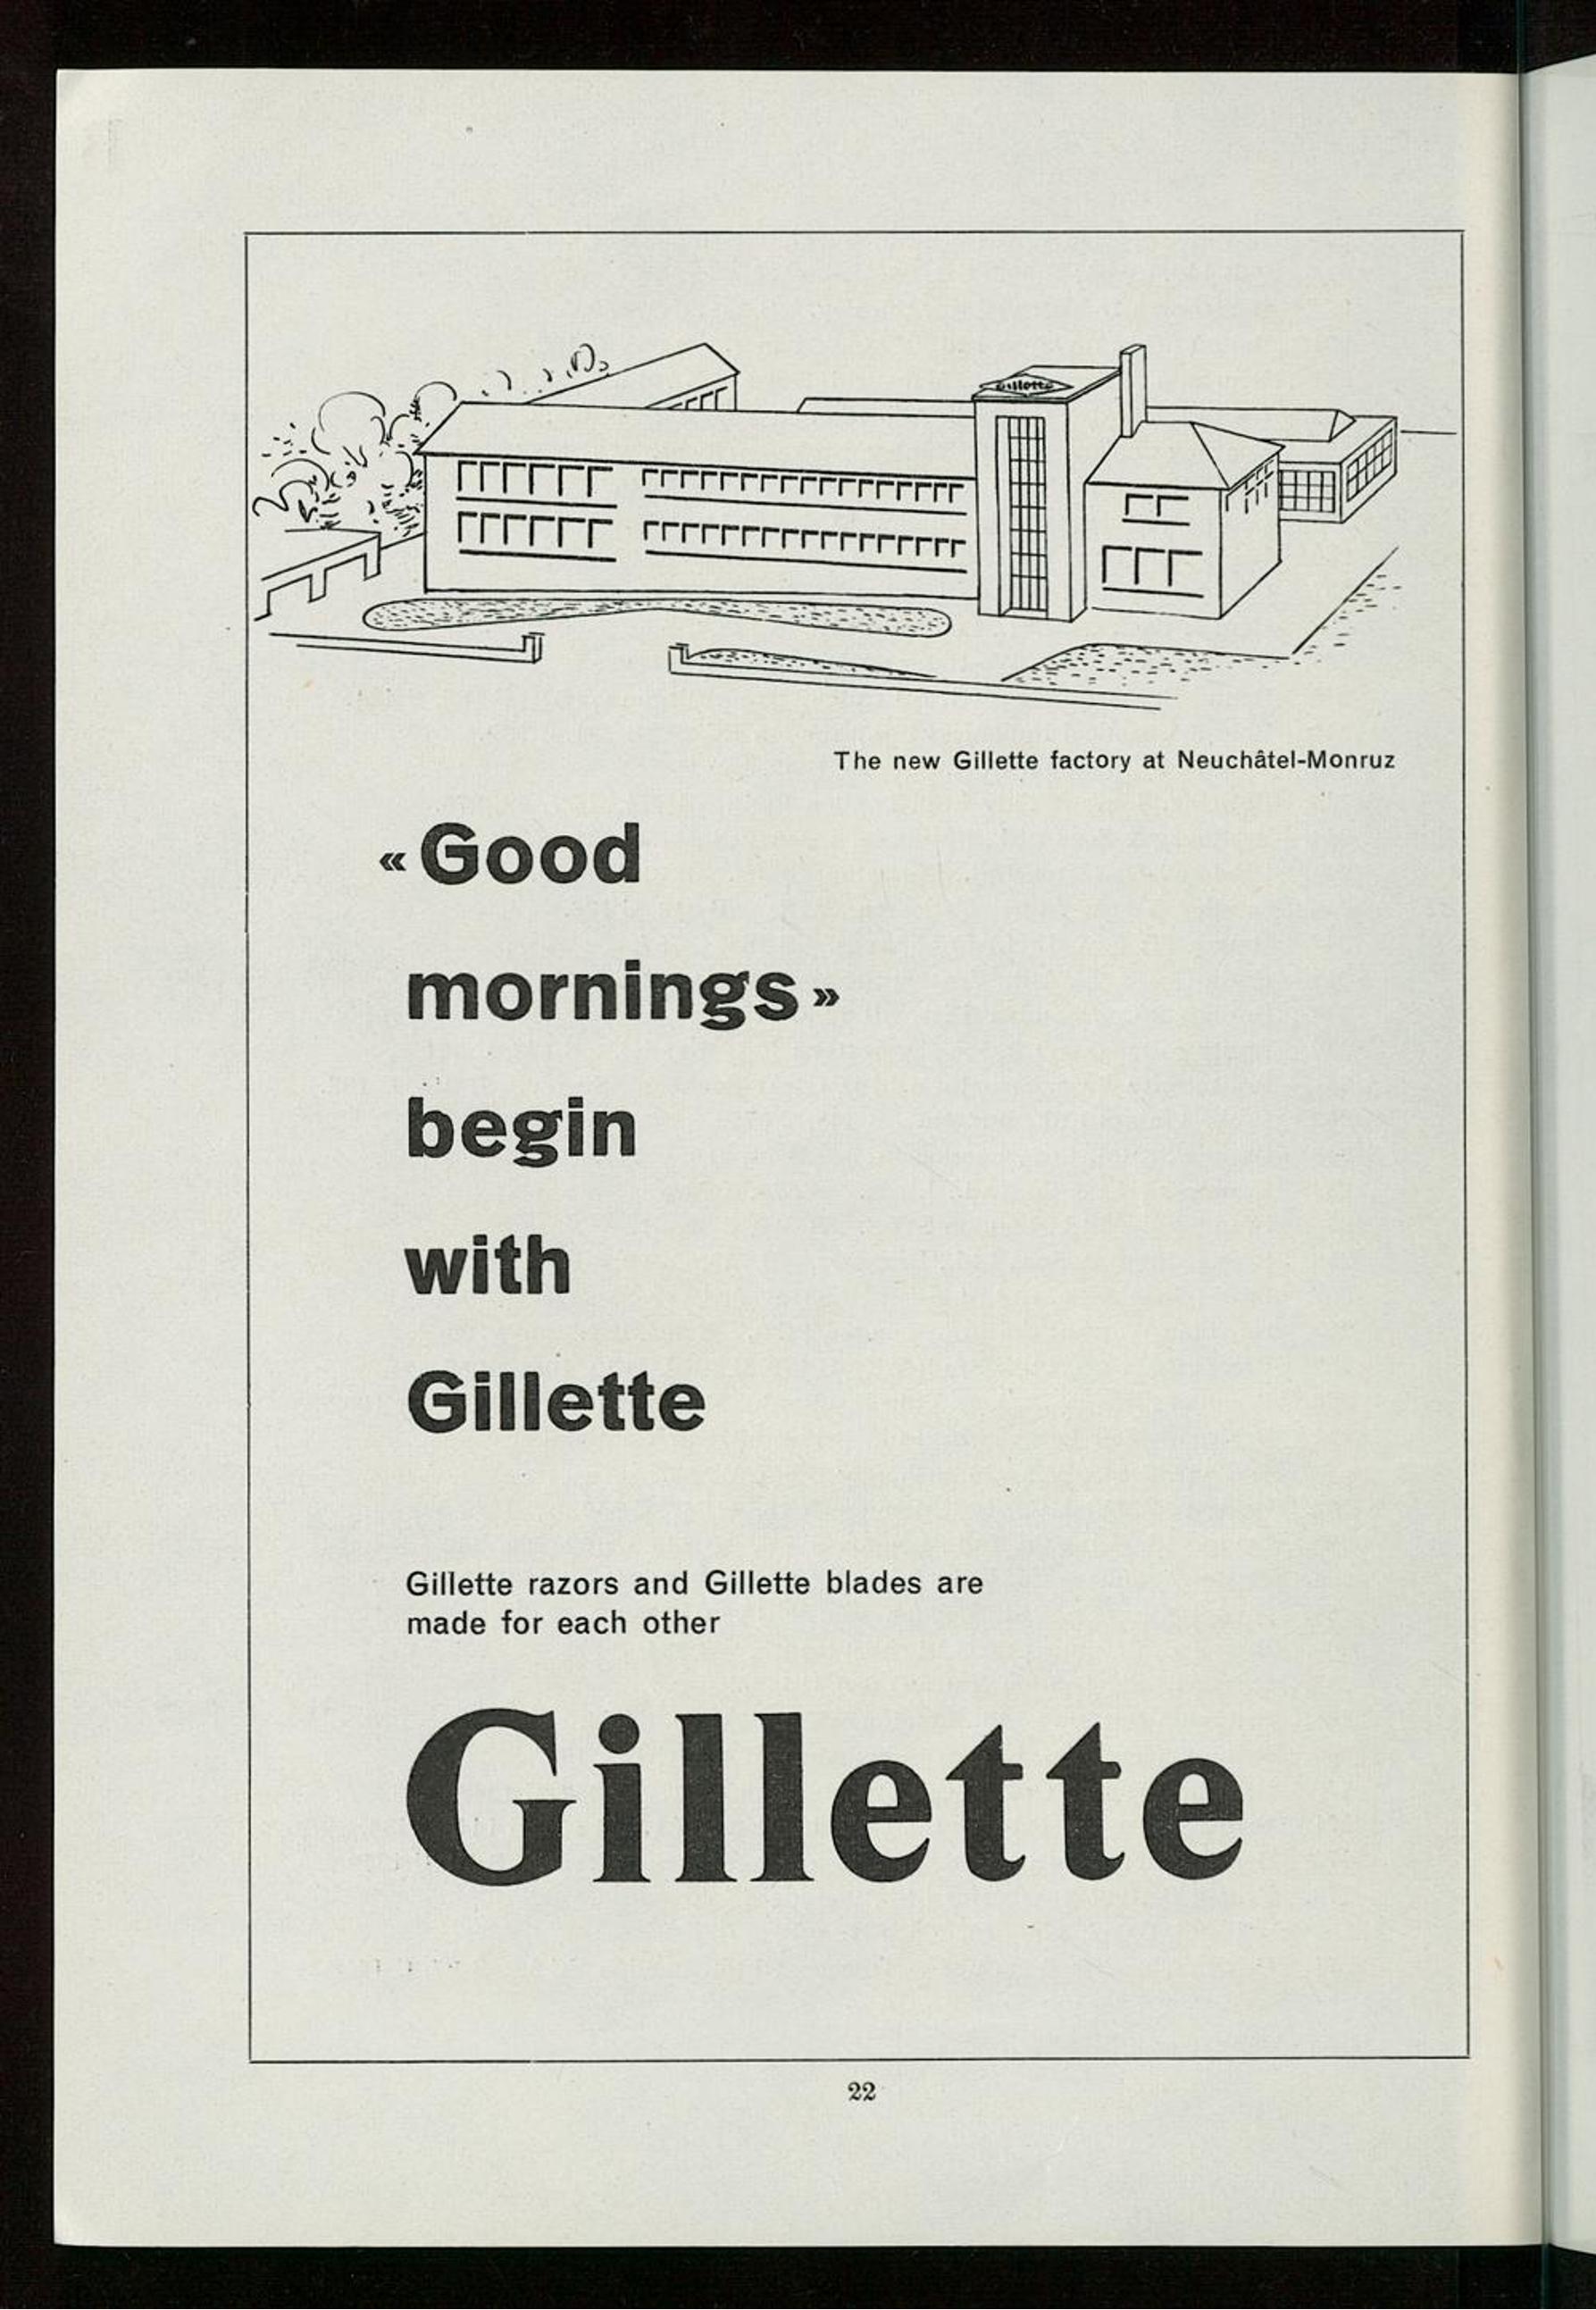 Gillette
The new Gillette factory at Neuchâtel-Monruz
« Good
mornings »
begin
with
Gillette
Gillette razors and Gillette blades are
made for each other
Gillette
22